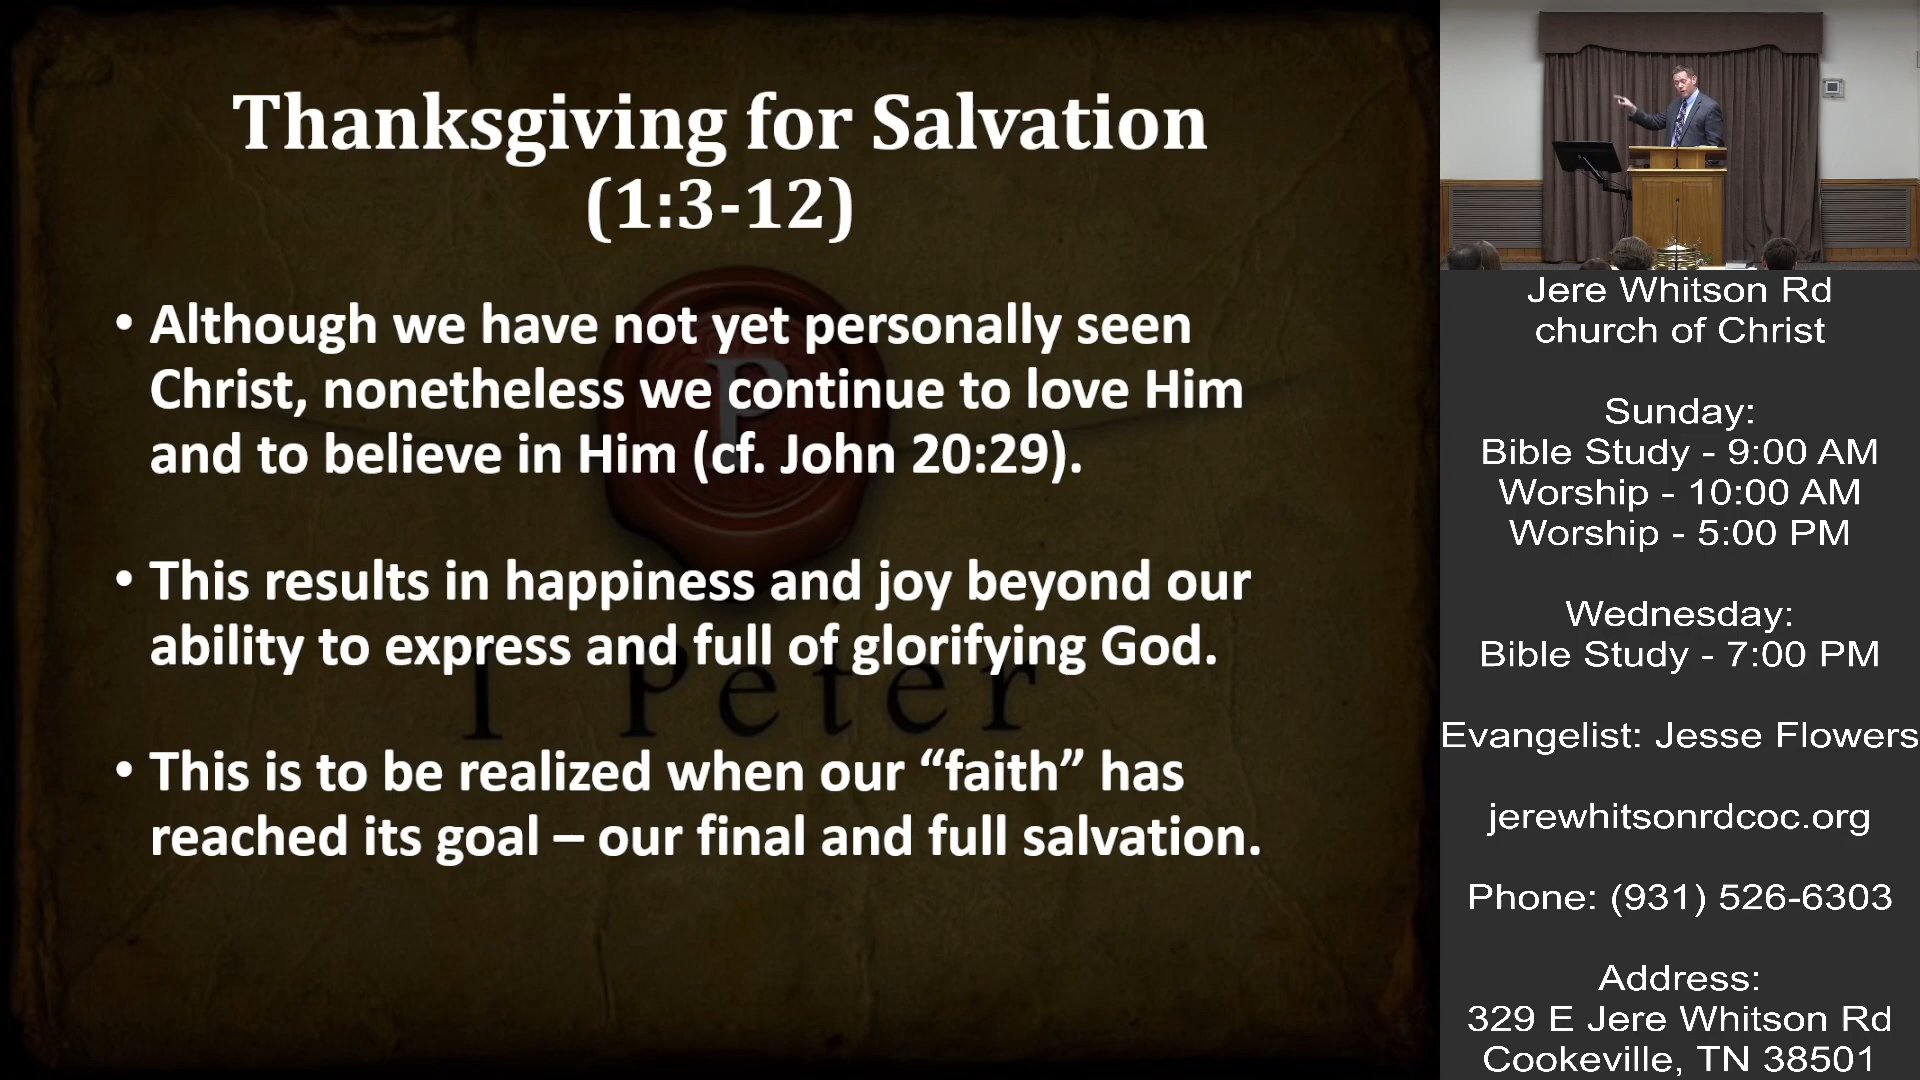 Thanksgiving for Salvation
(1:3-12)
• Although we have not yet personally seen
Christ, nonetheless we continue to love Him
and to believe in Him (cf. John 20:29).
• This results in happiness and joy beyond our
ability to express and full of glorifying God.
• This is to be realized when our “faith” has
reached its goal – our final and full salvation.
P
1 Peter
Jere Whitson Rd
church of Christ
Sunday:
Bible Study - 9:00 AM
Worship - 10:00 AM
Worship - 5:00 PM
Wednesday:
Bible Study - 7:00 PM
Evangelist: Jesse Flowers
jerewhitsonrdcoc.org
Phone: (931) 526-6303
Address:
329 E Jere Whitson Rd
Cookeville, TN 38501